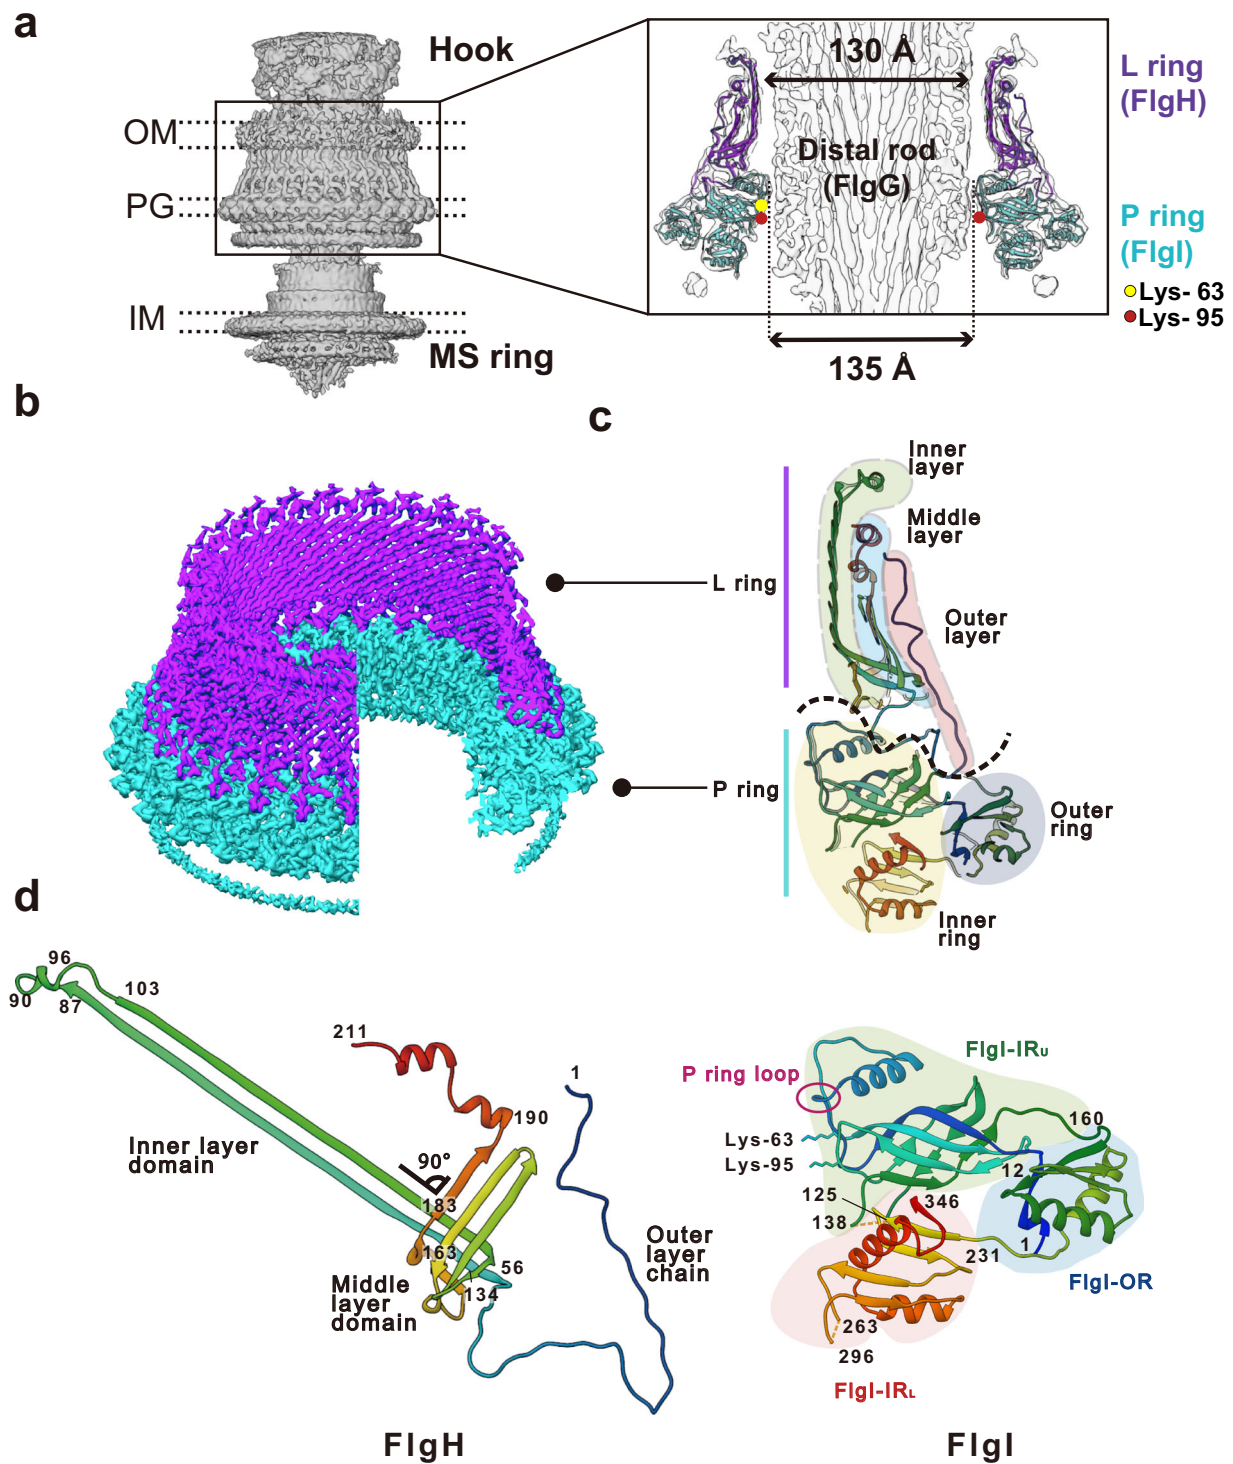 a
Hook
OM
PG
IM
MS ring
130 Å
Distal rod
(FlgG)
135 Å
L ring
(FlgH)
P ring
(FlgI)
Lys- 63
Lys- 95
b
L ring
P ring
c
Inner
layer
Middle
layer
Outer
layer
Outer
ring
Inner
ring
d
96
90
87
103
211
1
190
Inner layer
domain
90°
183
163
56
134
Middle
layer
domain
Outer
layer
chain
FlgH
FlgI-IRU
P ring loop
160
Lys-63
Lys-95
12
125
346
138
1
231
FlgI-OR
263
296
FlgI-IRL
FlgI